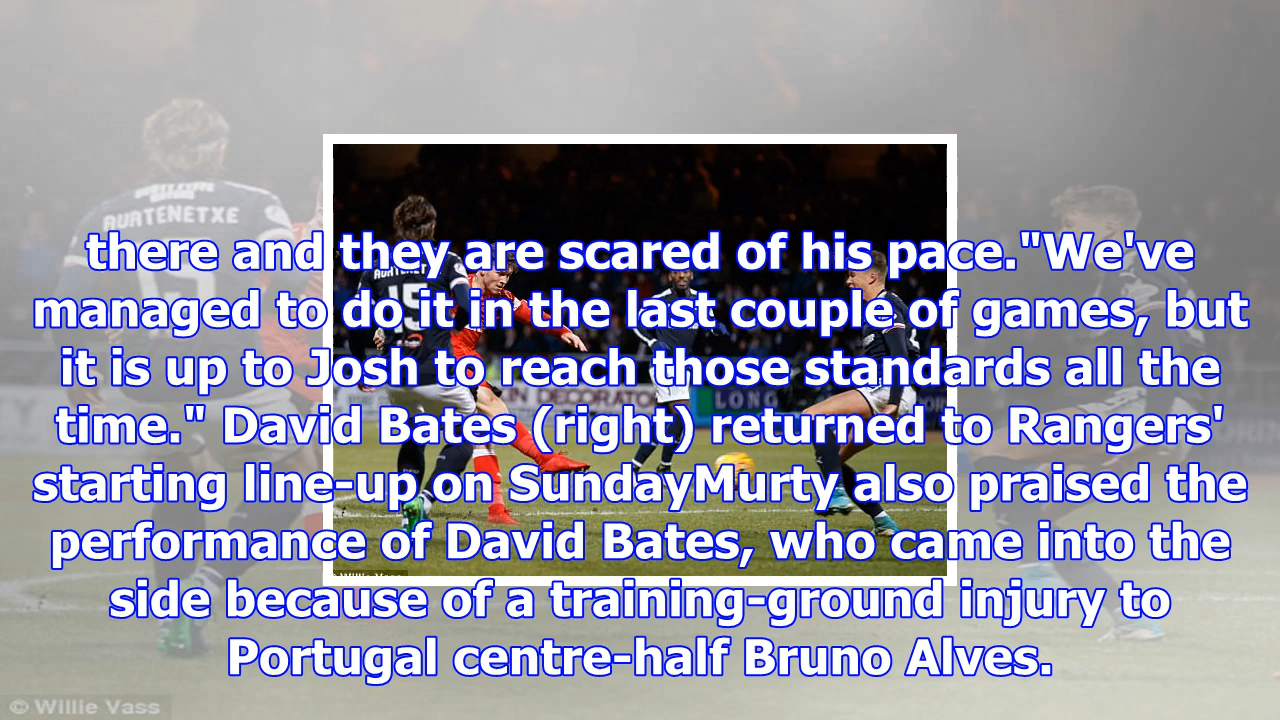 there and they are scared of his pace."We've
managed to do it in the last couple of games, but
it is up to Josh to reach those standards all the
time." David Bates (right) returned to Rangers'
starting line-up on SundayMurty also praised the
performance of David Bates, who came into the
side because of a training-ground injury to
Portugal centre-half Bruno Alves.
AURTENETXE
15
LONG
© Willie Vass